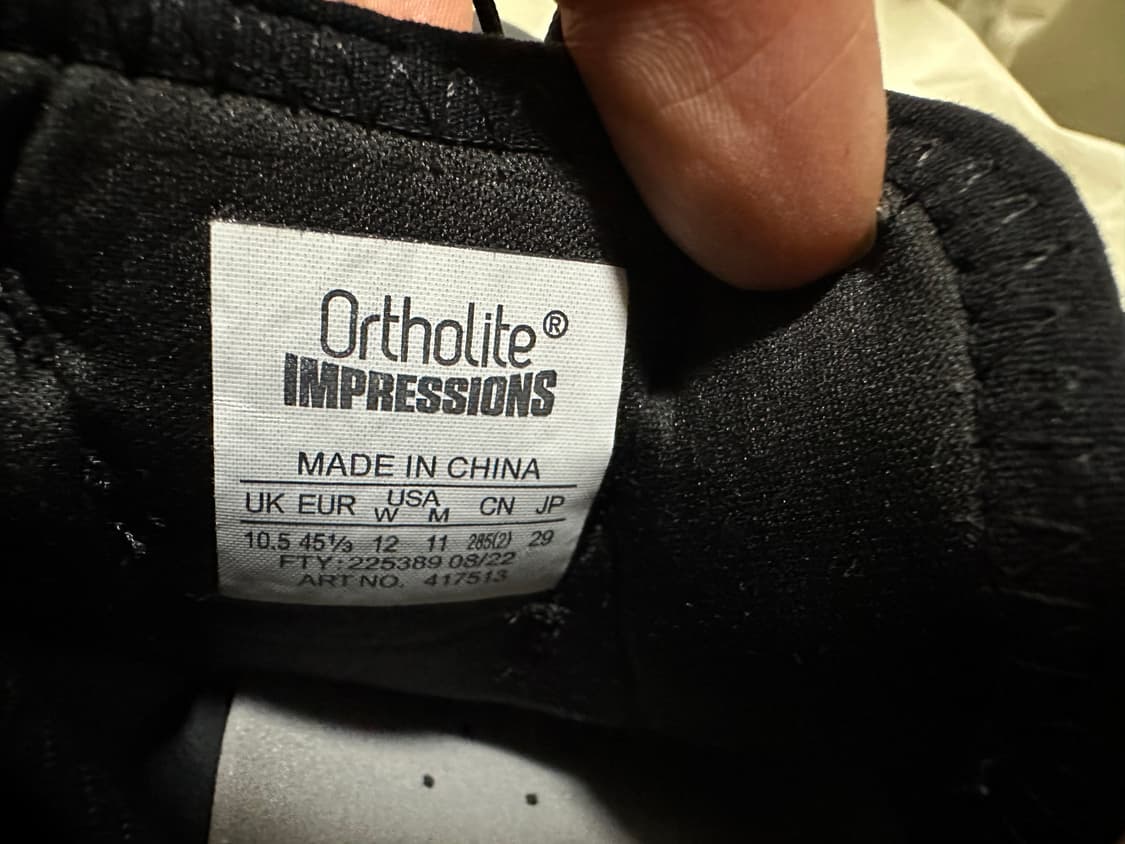 Ortholite®
IMPRESSIONS
MADE IN CHINA
UK EUR USA W M CN JP
10.5 45⅓ 12 11 285(2) 29
FTY: 225389 08/22
ART NO. 417513